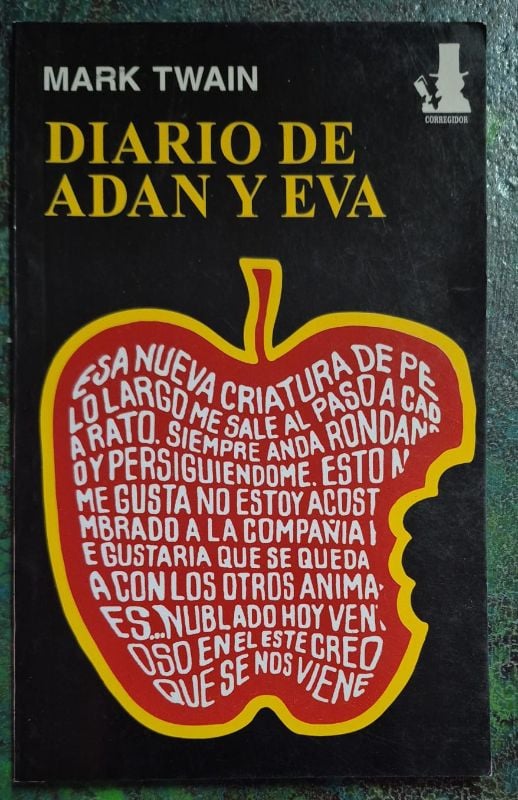 MARK TWAIN
CORREGIDOR
DIARIO DE
ADAN Y EVA
ESA NUEVA CRIATURA DE PE
LO LARGO ME SALE AL PASO A CAD
A RATO. SIEMPRE ANDA RONDAN
O Y PERSIGUIENDOME. ESTO N
ME GUSTA NO ESTOY ACOST
MBRADO A LA COMPAÑIA
E GUSTARIA QUE SE QUEDA
A CON LOS OTROS ANIMA
ES... NUBLADO HOY VEN
OSO EN EL ESTE CREO
QUE SE NOS VIENE